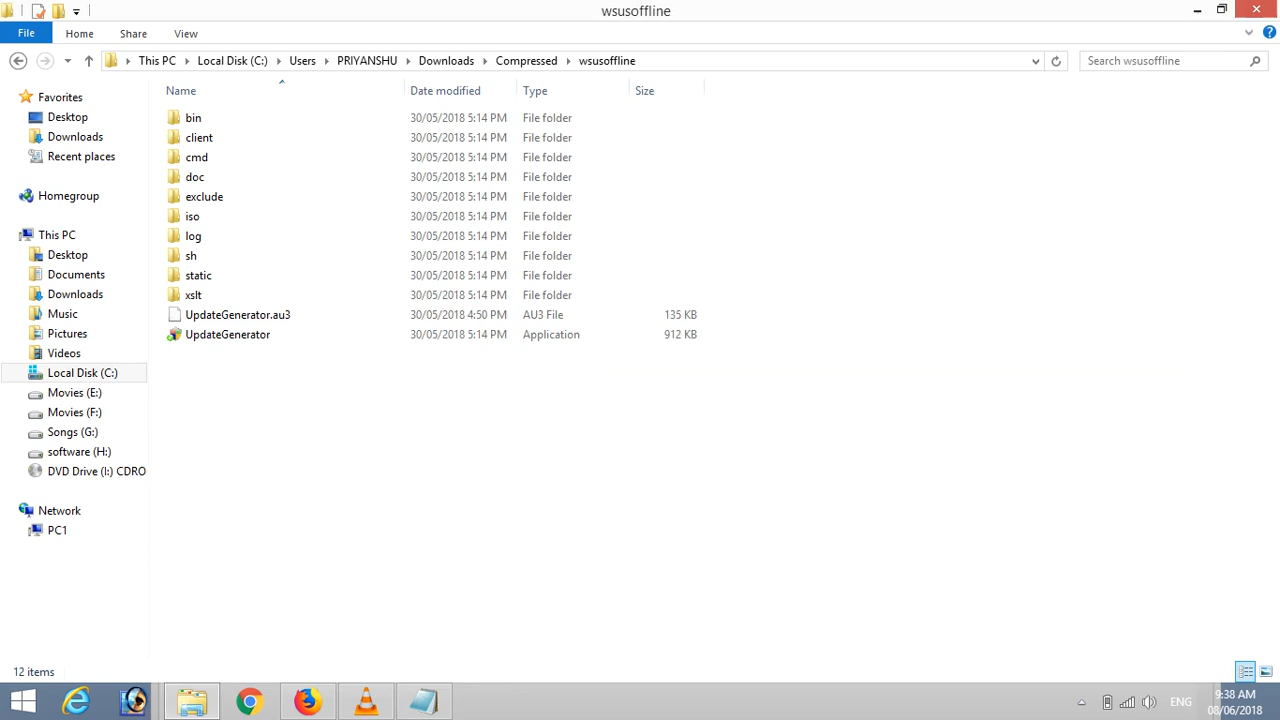 wsusoffline
File Home Share View
This PC Local Disk (C:) Users PRIYANSHU Downloads Compressed wsusoffline Search wsusoffline
Name Date modified Type Size
Favorites
Desktop
Downloads
Recent places
Homegroup
This PC
Desktop
Documents
Downloads
Music
Pictures
Videos
Local Disk (C:)
Movies (E:)
Movies (F:)
Songs (G:)
software (H:)
DVD Drive (I:) CDRO
Network
PC1
bin 30/05/2018 5:14 PM File folder
client 30/05/2018 5:14 PM File folder
cmd 30/05/2018 5:14 PM File folder
doc 30/05/2018 5:14 PM File folder
exclude 30/05/2018 5:14 PM File folder
iso 30/05/2018 5:14 PM File folder
log 30/05/2018 5:14 PM File folder
sh 30/05/2018 5:14 PM File folder
static 30/05/2018 5:14 PM File folder
xslt 30/05/2018 5:14 PM File folder
UpdateGenerator.au3 30/05/2018 4:50 PM AU3 File 135 KB
UpdateGenerator 30/05/2018 5:14 PM Application 912 KB
12 items
ENG
9:38 AM
08/06/2018